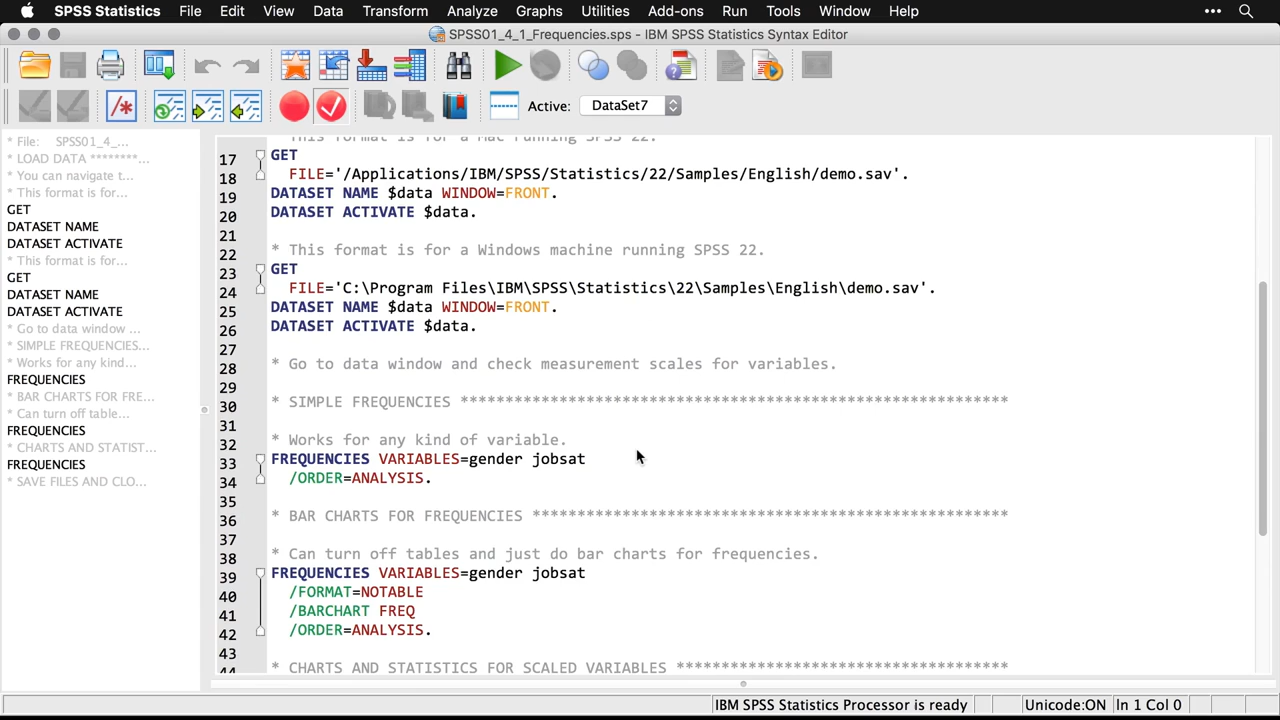 SPSS Statistics File Edit View Data Transform Analyze Graphs Utilities Add-ons Run Tools Window Help
SPSS01_4_1_Frequencies.sps - IBM SPSS Statistics Syntax Editor
Active: DataSet7
* File: SPSS01_4_...
* LOAD DATA ********...
* You can navigate t...
* This format is for...
GET
DATASET NAME
DATASET ACTIVATE
* This format is for...
GET
DATASET NAME
DATASET ACTIVATE
* Go to data window ...
* SIMPLE FREQUENCIES...
* Works for any kind...
FREQUENCIES
* BAR CHARTS FOR FRE...
* Can turn off table...
FREQUENCIES
* CHARTS AND STATIST...
FREQUENCIES
* SAVE FILES AND CLO...
* This format is for a Mac running SPSS 22.
17 GET
18 FILE='/Applications/IBM/SPSS/Statistics/22/Samples/English/demo.sav'.
19 DATASET NAME $data WINDOW=FRONT.
20 DATASET ACTIVATE $data.
21
22 * This format is for a Windows machine running SPSS 22.
23 GET
24 FILE='C:\Program Files\IBM\SPSS\Statistics\22\Samples\English\demo.sav'.
25 DATASET NAME $data WINDOW=FRONT.
26 DATASET ACTIVATE $data.
27
28 * Go to data window and check measurement scales for variables.
29
30 * SIMPLE FREQUENCIES *************************************************************
31
32 * Works for any kind of variable.
33 FREQUENCIES VARIABLES=gender jobsat
34 /ORDER=ANALYSIS.
35
36 * BAR CHARTS FOR FREQUENCIES *****************************************************
37
38 * Can turn off tables and just do bar charts for frequencies.
39 FREQUENCIES VARIABLES=gender jobsat
40 /FORMAT=NOTABLE
41 /BARCHART FREQ
42 /ORDER=ANALYSIS.
43
44 * CHARTS AND STATISTICS FOR SCALED VARIABLES *************************************
IBM SPSS Statistics Processor is ready Unicode:ON In 1 Col 0